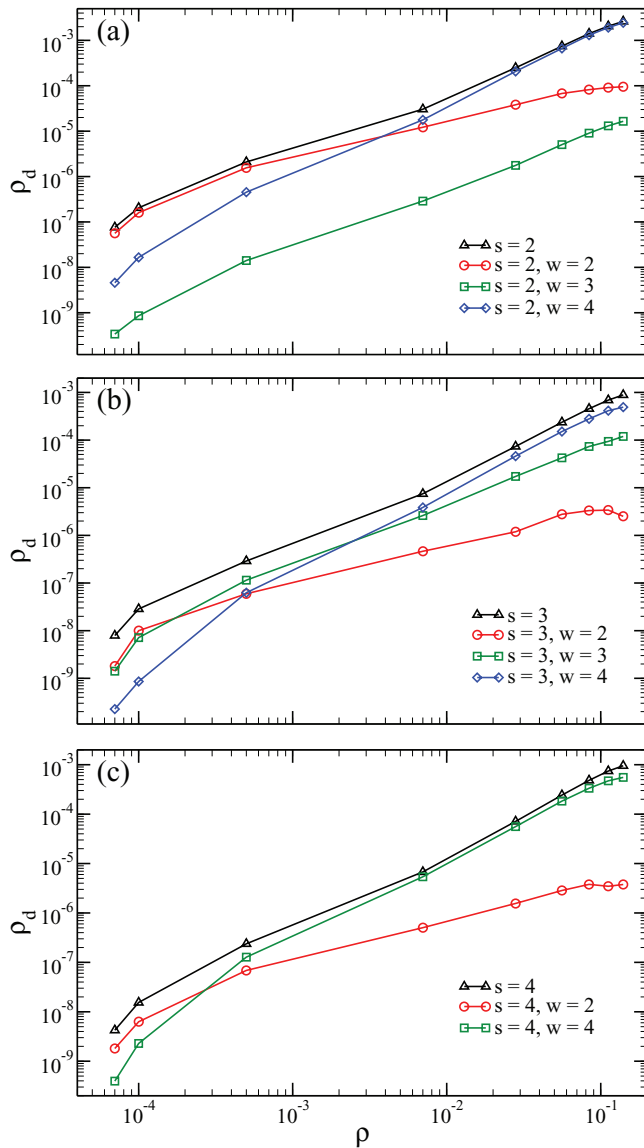 (a)
10⁻³
10⁻⁴
10⁻⁵
10⁻⁶
10⁻⁷
10⁻⁸
10⁻⁹
ρ_d
s = 2
s = 2, w = 2
s = 2, w = 3
s = 2, w = 4
(b)
10⁻³
10⁻⁴
10⁻⁵
10⁻⁶
10⁻⁷
10⁻⁸
10⁻⁹
ρ_d
s = 3
s = 3, w = 2
s = 3, w = 3
s = 3, w = 4
(c)
10⁻³
10⁻⁴
10⁻⁵
10⁻⁶
10⁻⁷
10⁻⁸
10⁻⁹
ρ_d
s = 4
s = 4, w = 2
s = 4, w = 4
10⁻⁴ 10⁻³ 10⁻² 10⁻¹
ρ